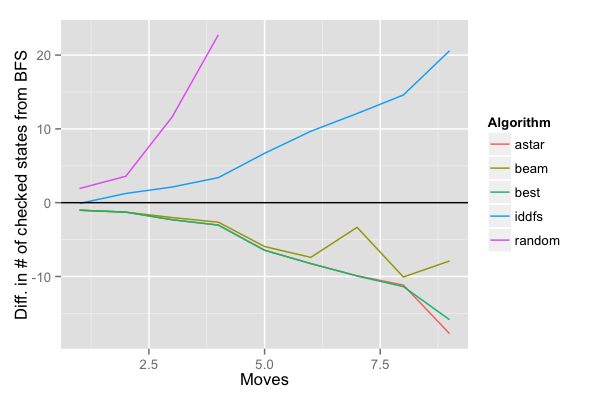 Diff. in # of checked states from BFS
20
10
0
-10
2.5
5.0
7.5
Moves
Algorithm
astar
beam
best
iddfs
random